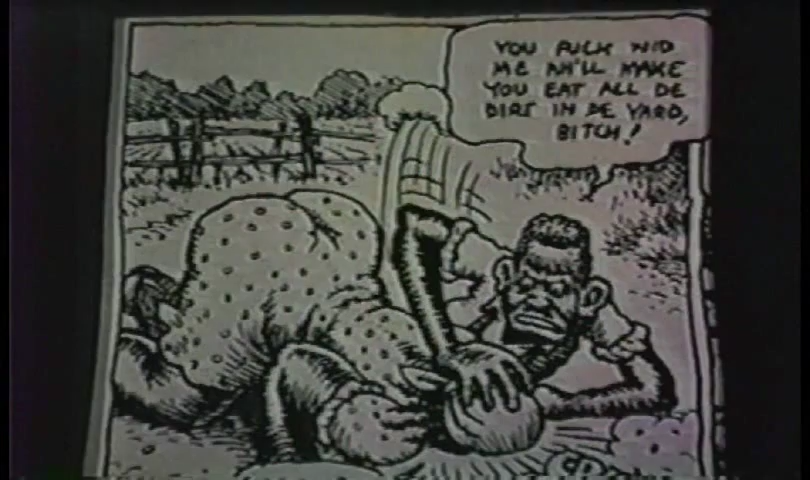 YOU FUCK WID
ME AH'LL MAKE
YOU EAT ALL DE
DIRT IN DE YARD,
BITCH!